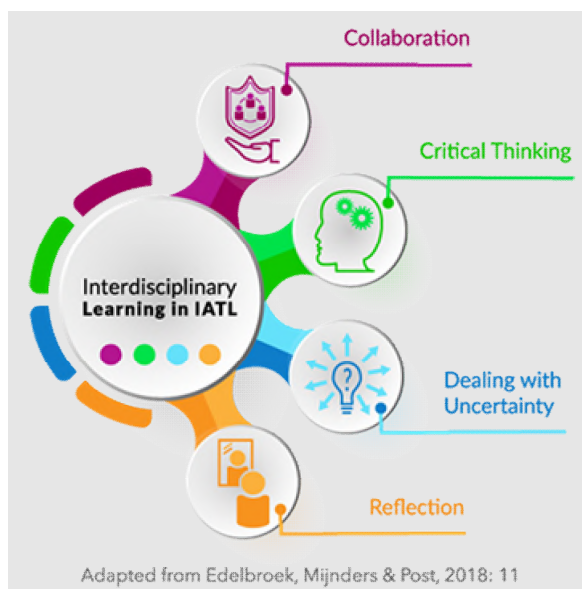 Collaboration
Critical Thinking
Interdisciplinary
Learning in IATL
?
Dealing with
Uncertainty
Reflection
Adapted from Edelbroek, Mijnders & Post, 2018: 11